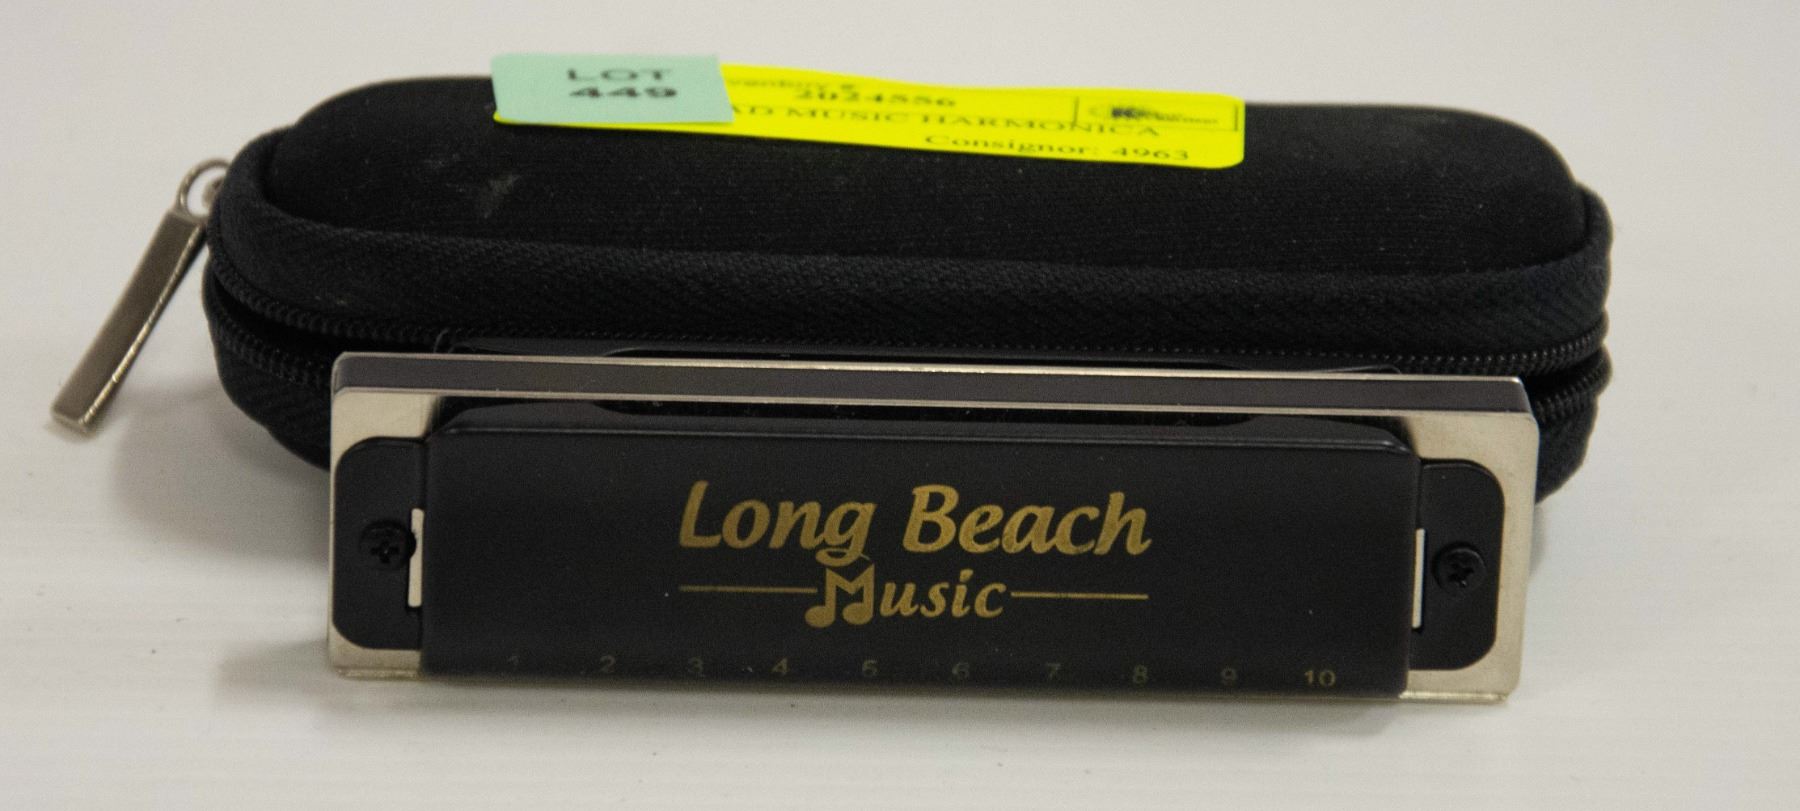 LOT
449
2024556
AD MUSIC HARMONICA
Consignor: 4963
Long Beach
Music
1 2 3 4 5 6 7 8 9 10